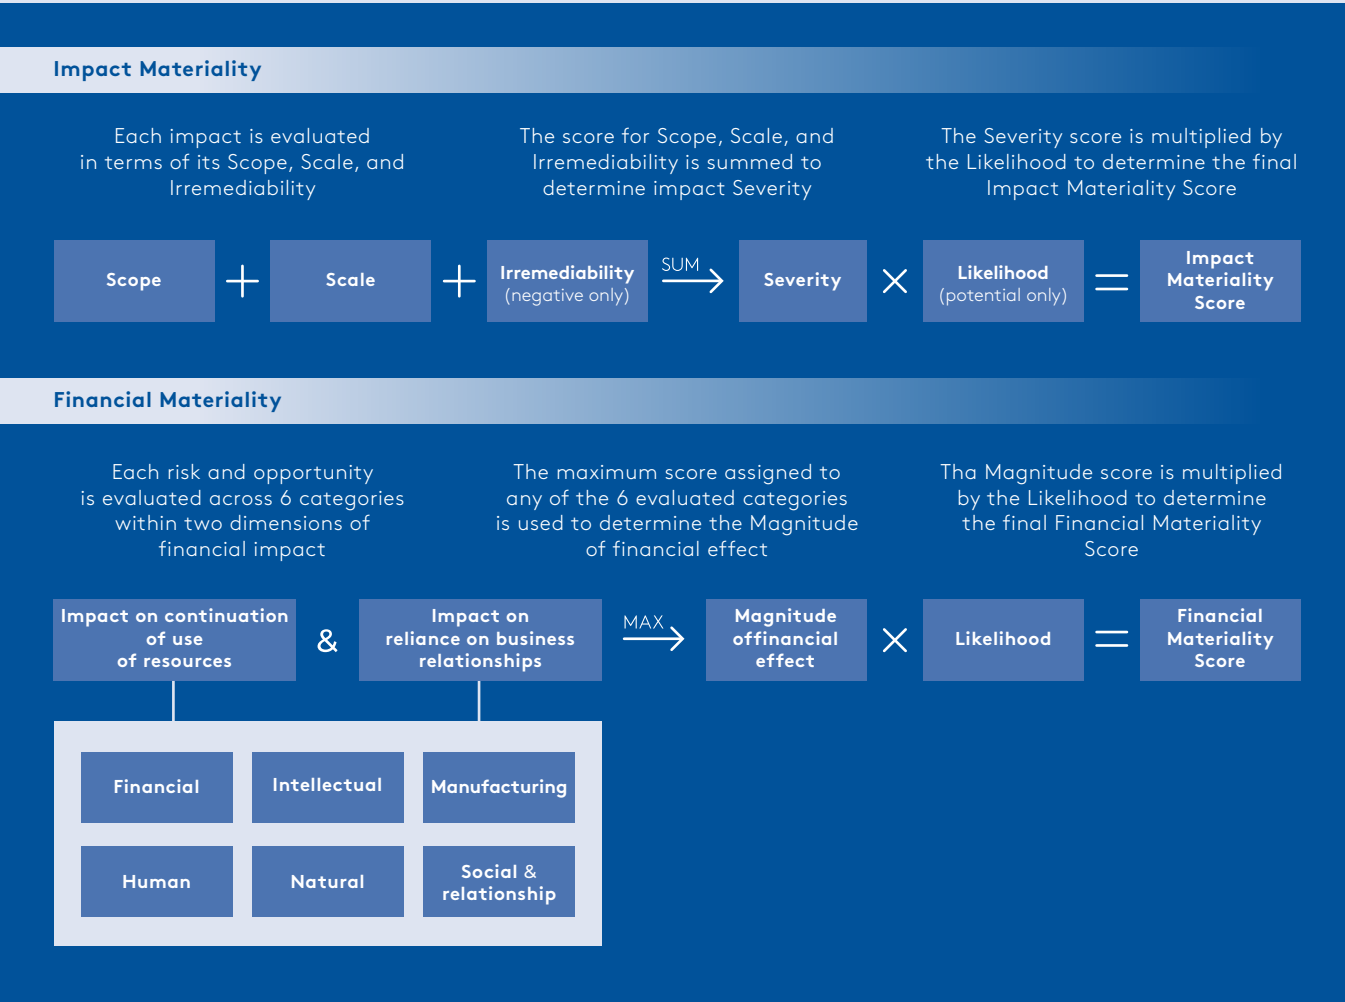 Impact Materiality
Each impact is evaluated
in terms of its Scope, Scale, and
Irremediability
The score for Scope, Scale, and
Irremediability is summed to
determine impact Severity
The Severity score is multiplied by
the Likelihood to determine the final
Impact Materiality Score
Scope
+
Scale
+
Irremediability
(negative only)
SUM
Severity
×
Likelihood
(potential only)
=
Impact
Materiality
Score
Financial Materiality
Each risk and opportunity
is evaluated across 6 categories
within two dimensions of
financial impact
The maximum score assigned to
any of the 6 evaluated categories
is used to determine the Magnitude
of financial effect
Tha Magnitude score is multiplied
by the Likelihood to determine
the final Financial Materiality
Score
Impact on continuation
of use
of resources
&
Impact on
reliance on business
relationships
MAX
Magnitude
offinancial
effect
×
Likelihood
=
Financial
Materiality
Score
Financial
Intellectual
Manufacturing
Human
Natural
Social &
relationship